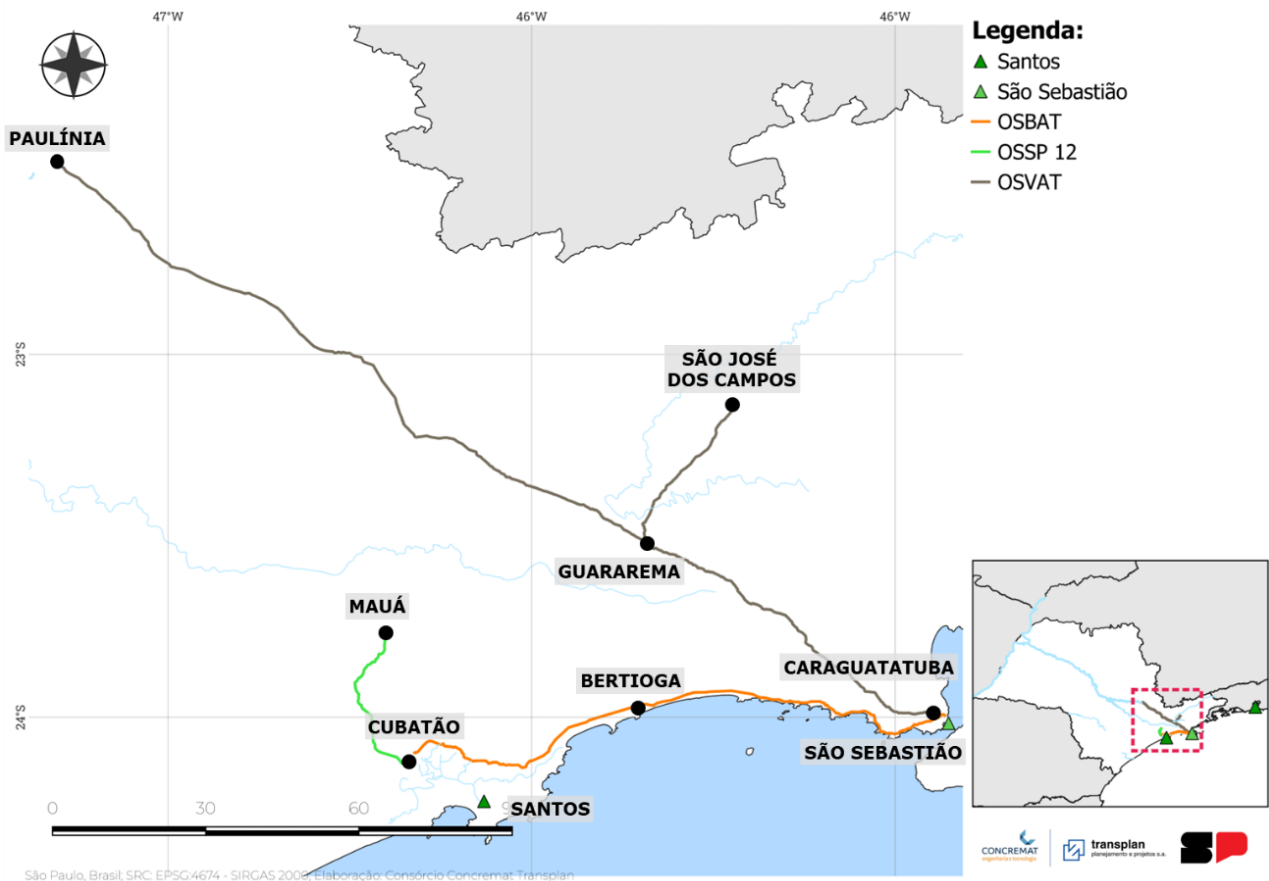 47°W
46°W
46°W
Legenda:
Santos
São Sebastião
OSBAT
OSSP 12
OSVAT
PAULÍNIA
23°S
SÃO JOSÉ
DOS CAMPOS
GUARAREMA
MAUÁ
CARAGUATATUBA
BERTIOGA
24°S
CUBATÃO
SÃO SEBASTIÃO
SANTOS
0
30
60
CONCREMAT
engenharia e tecnologia
transplan
planejamento e projetos s.a.
SP
São Paulo, Brasil; SRC: EPSG:4674 - SIRGAS 2000; Elaboração: Consórcio Concremat Transplan